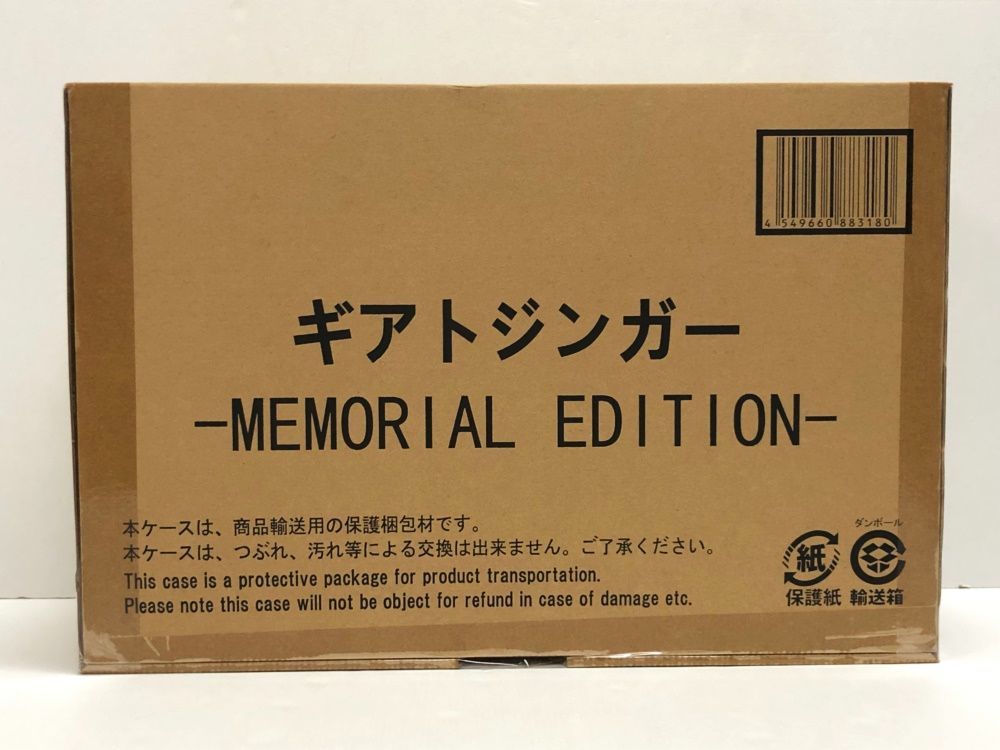 4 549660 883180
ギアトジンガー
-MEMORIAL EDITION-
本ケースは、商品輸送用の保護梱包材です。
本ケースは、つぶれ、汚れ等による交換は出来ません。ご了承ください。
This case is a protective package for product transportation.
Please note this case will not be object for refund in case of damage etc.
ダンボール
紙
保護紙 輸送箱